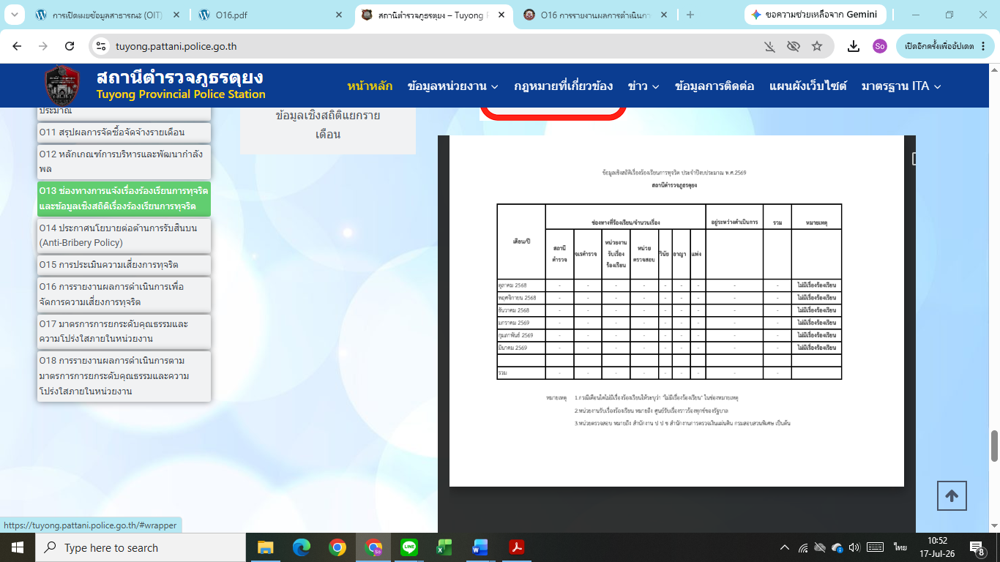 การเปิดเผยข้อมูลสาธารณะ (OIT)
O16.pdf
สถานีตำรวจภูธรตุยง – Tuyong P
O16 การรายงานผลการดำเนินกา
ขอความช่วยเหลือจาก Gemini
tuyong.pattani.police.go.th
So
เปิดอีกครั้งเพื่ออัปเดต
สถานีตำรวจภูธรตุยง
Tuyong Provincial Police Station
หน้าหลัก ข้อมูลหน่วยงาน กฎหมายที่เกี่ยวข้อง ข่าว ข้อมูลการติดต่อ แผนผังเว็บไซต์ มาตรฐาน ITA
ประมาณ
O11 สรุปผลการจัดซื้อจัดจ้างรายเดือน
O12 หลักเกณฑ์การบริหารและพัฒนากำลัง
พล
O13 ช่องทางการแจ้งเรื่องร้องเรียนการทุจริต
และข้อมูลเชิงสถิติเรื่องร้องเรียนการทุจริต
O14 ประกาศนโยบายต่อต้านการรับสินบน
(Anti-Bribery Policy)
O15 การประเมินความเสี่ยงการทุจริต
O16 การรายงานผลการดำเนินการเพื่อ
จัดการความเสี่ยงการทุจริต
O17 มาตรการการยกระดับคุณธรรมและ
ความโปร่งใสภายในหน่วยงาน
O18 การรายงานผลการดำเนินการตาม
มาตรการการยกระดับคุณธรรมและความ
โปร่งใสภายในหน่วยงาน
ข้อมูลเชิงสถิติแยกราย
เดือน
ข้อมูลเชิงสถิติเรื่องร้องเรียนการทุจริต ประจำปีงบประมาณ พ.ศ.2569
สถานีตำรวจภูธรตุยง
เดือน/ปี ช่องทางที่ร้องเรียน/จำนวนเรื่อง อยู่ระหว่างดำเนินการ รวม หมายเหตุ
สถานีตำรวจ จเรตำรวจ หน่วยงานรับเรื่องร้องเรียน หน่วยตรวจสอบ วินัย อาญา แพ่ง
ตุลาคม 2568 - - - - - - - - - ไม่มีเรื่องร้องเรียน
พฤศจิกายน 2568 - - - - - - - - - ไม่มีเรื่องร้องเรียน
ธันวาคม 2568 - - - - - - - - - ไม่มีเรื่องร้องเรียน
มกราคม 2569 - - - - - - - - - ไม่มีเรื่องร้องเรียน
กุมภาพันธ์ 2569 - - - - - - - - - ไม่มีเรื่องร้องเรียน
มีนาคม 2569 - - - - - - - - - ไม่มีเรื่องร้องเรียน
รวม - - - - - - - - -
หมายเหตุ 1.กรณีเดือนใดไม่มีเรื่องร้องเรียนให้ระบุว่า "ไม่มีเรื่องร้องเรียน" ในช่องหมายเหตุ
2.หน่วยงานรับเรื่องร้องเรียน หมายถึง ศูนย์รับเรื่องราวร้องทุกข์ของรัฐบาล
3.หน่วยตรวจสอบ หมายถึง สำนักงาน ป ป ช สำนักงานการตรวจเงินแผ่นดิน กรมสอบสวนพิเศษ เป็นต้น
https://tuyong.pattani.police.go.th/#wrapper
Type here to search
ไทย
10:52
17-Jul-26
8